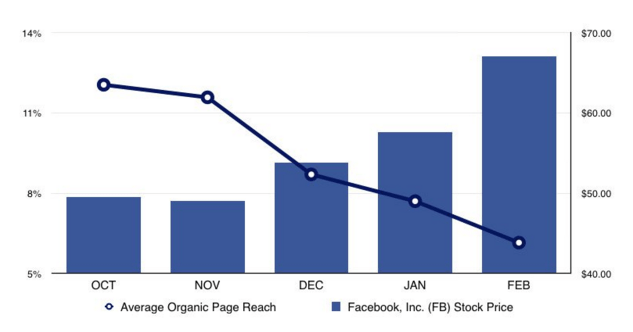 14% $70.00
11% $60.00
8% $50.00
5% $40.00
OCT NOV DEC JAN FEB
Average Organic Page Reach Facebook, Inc. (FB) Stock Price